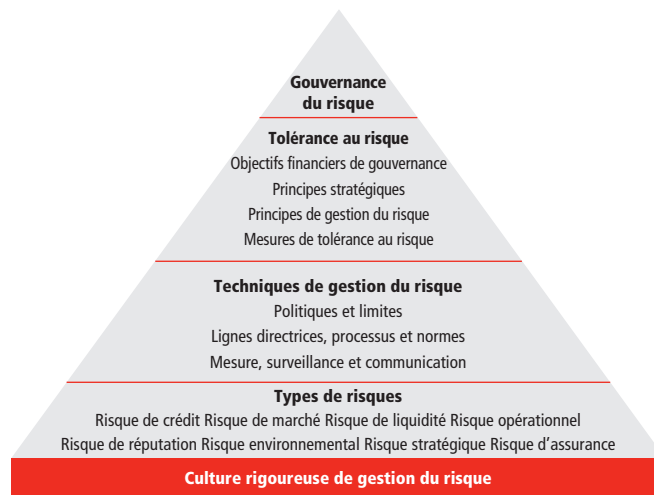 Gouvernance
du risque
Tolérance au risque
Objectifs financiers de gouvernance
Principes stratégiques
Principes de gestion du risque
Mesures de tolérance au risque
Techniques de gestion du risque
Politiques et limites
Lignes directrices, processus et normes
Mesure, surveillance et communication
Types de risques
Risque de crédit Risque de marché Risque de liquidité Risque opérationnel
Risque de réputation Risque environnemental Risque stratégique Risque d’assurance
Culture rigoureuse de gestion du risque